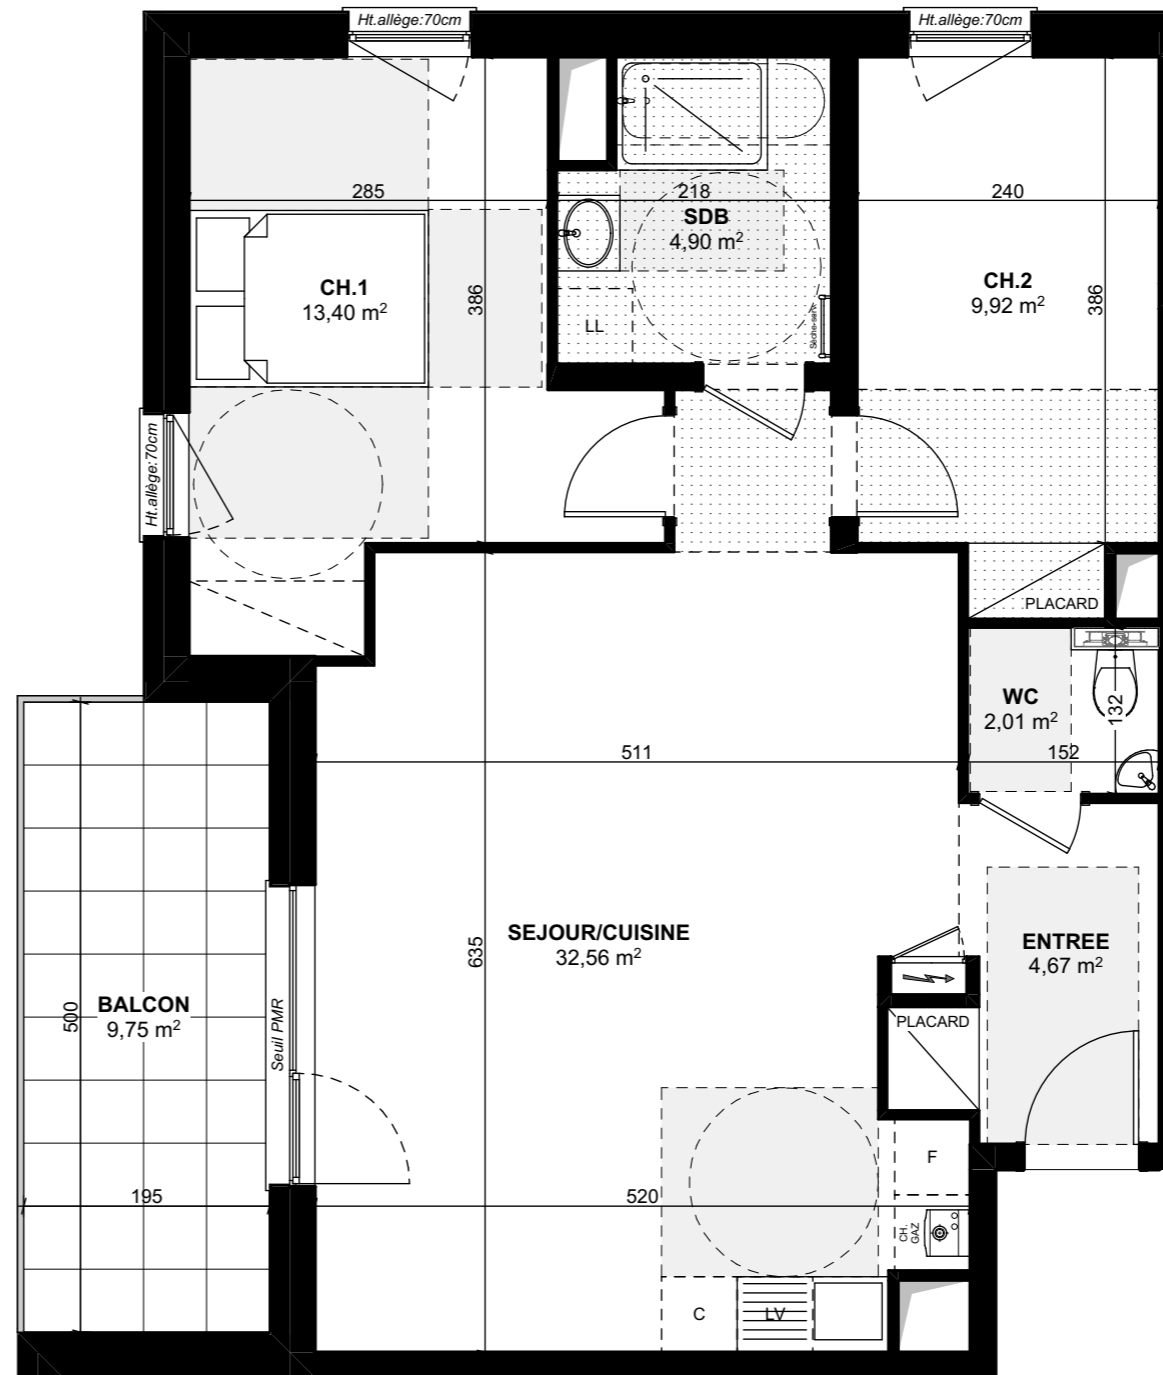 Ht.allège:70cm
Ht.allège:70cm
285
218
240
SDB
4,90 m²
CH.1
13,40 m²
386
CH.2
9,92 m²
386
LL
Sèche-serv.
Ht.allège:70cm
PLACARD
WC
2,01 m²
132
511
152
SEJOUR/CUISINE
32,56 m²
635
ENTREE
4,67 m²
BALCON
9,75 m²
500
Seuil PMR
PLACARD
F
195
520
CH.
GAZ
C
LV